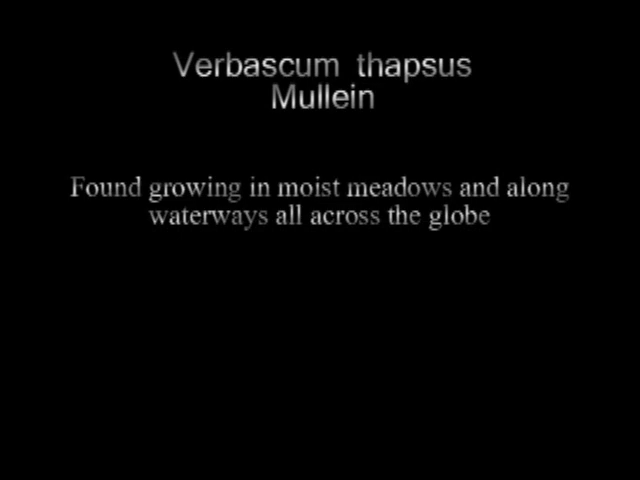 Verbascum thapsus
Mullein
Found growing in moist meadows and along
waterways all across the globe